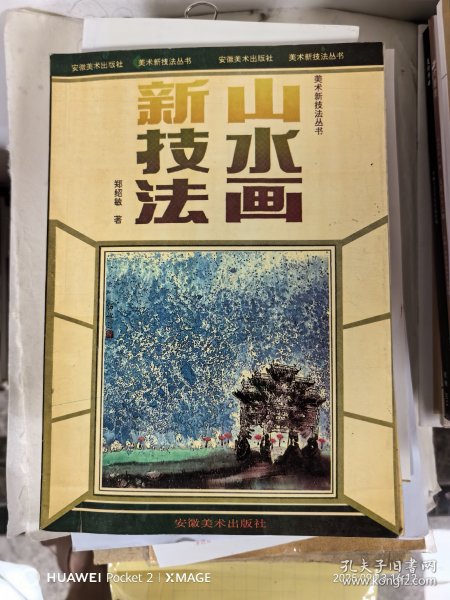 安徽美术出版社 美术新技法丛书 安徽美术出版社 美术新技法丛书
美术新技法丛书
山水画
新技法
郑绍敏 著
安徽美术出版社
HUAWEI Pocket 2 | XMAGE
孔夫子旧书网
www.kongfz.com